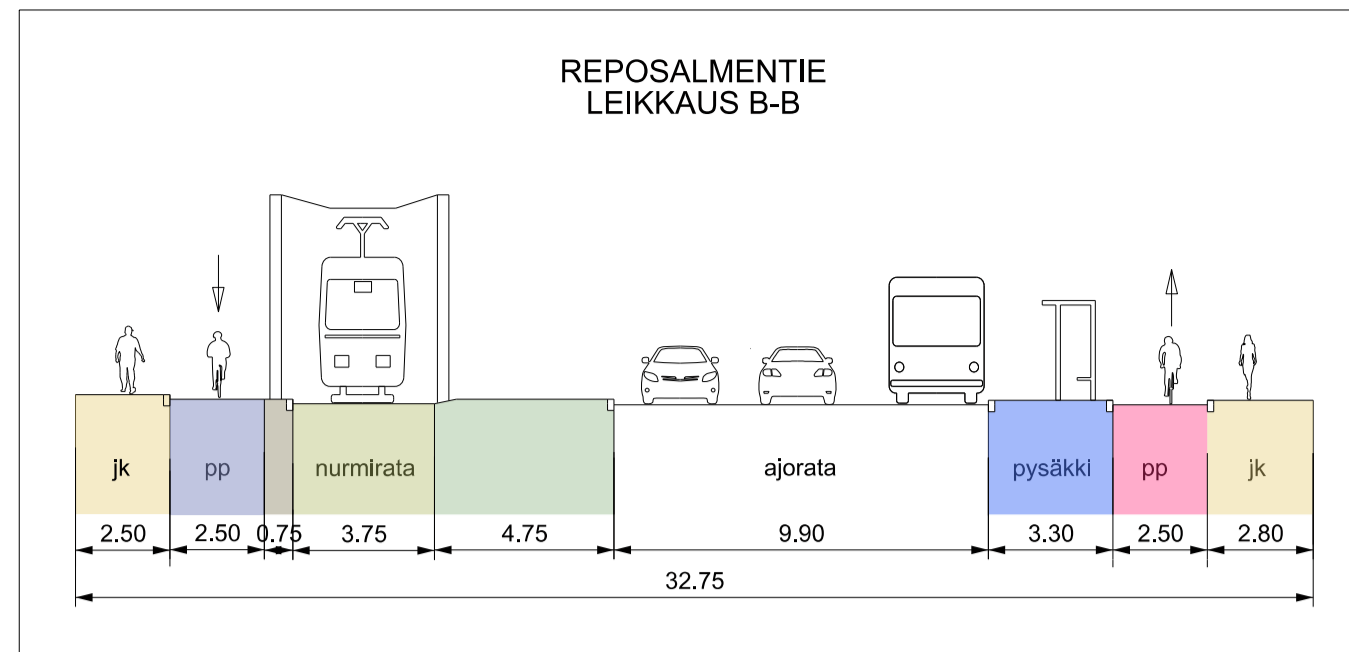 REPOSALMENTIE
LEIKKAUS B-B
jk pp nurmirata ajorata pysäkki pp jk
2.50 2.50 0.75 3.75 4.75 9.90 3.30 2.50 2.80
32.75